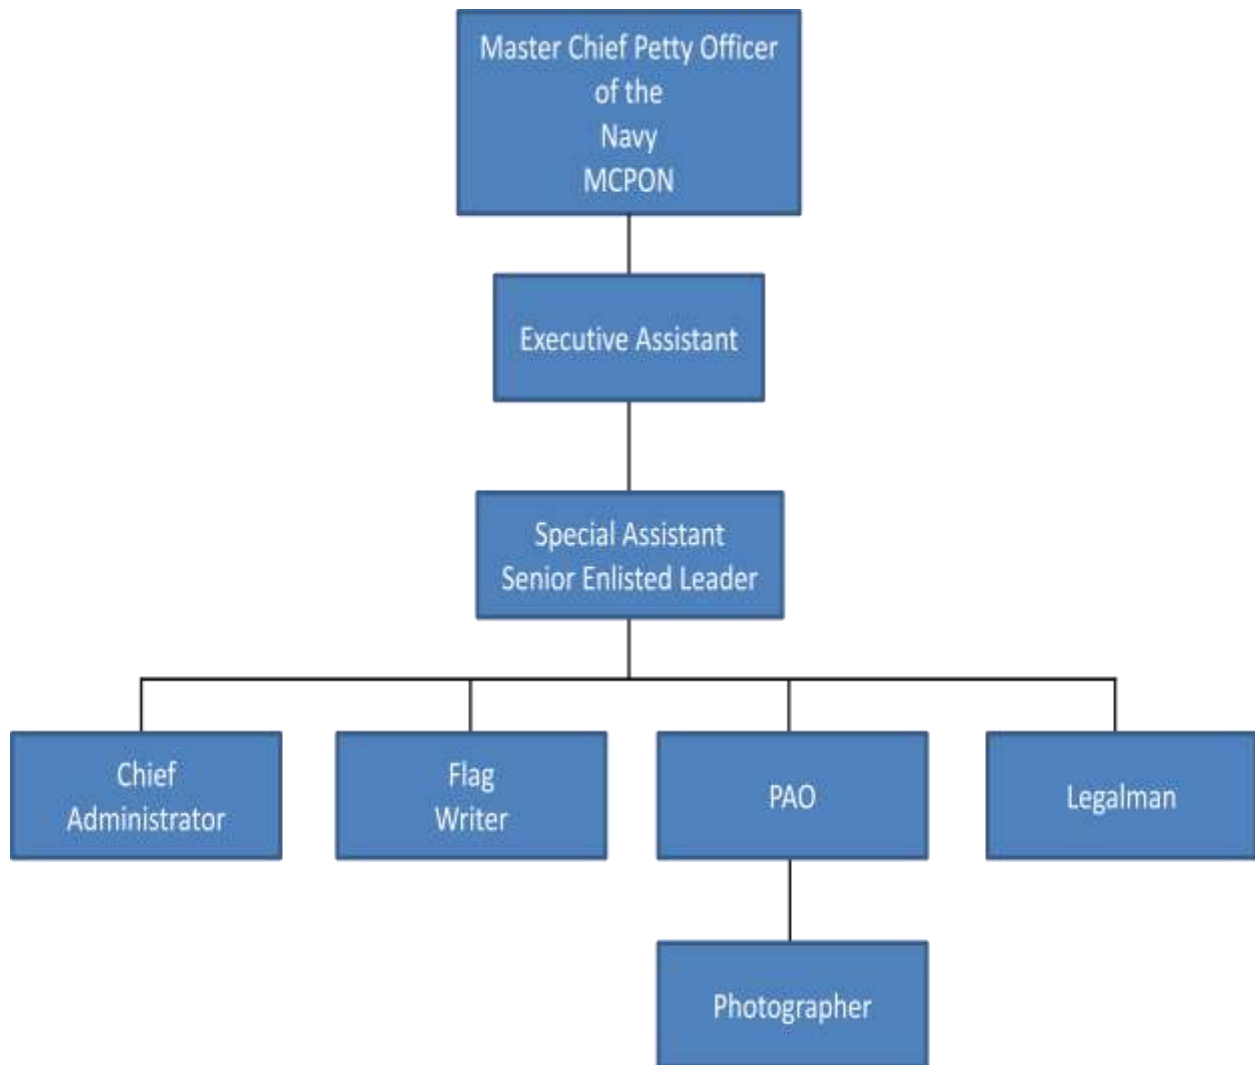 Master Chief Petty Officer
of the
Navy
MCPON
Executive Assistant
Special Assistant
Senior Enlisted Leader
Chief
Administrator
Flag
Writer
PAO
Legalman
Photographer